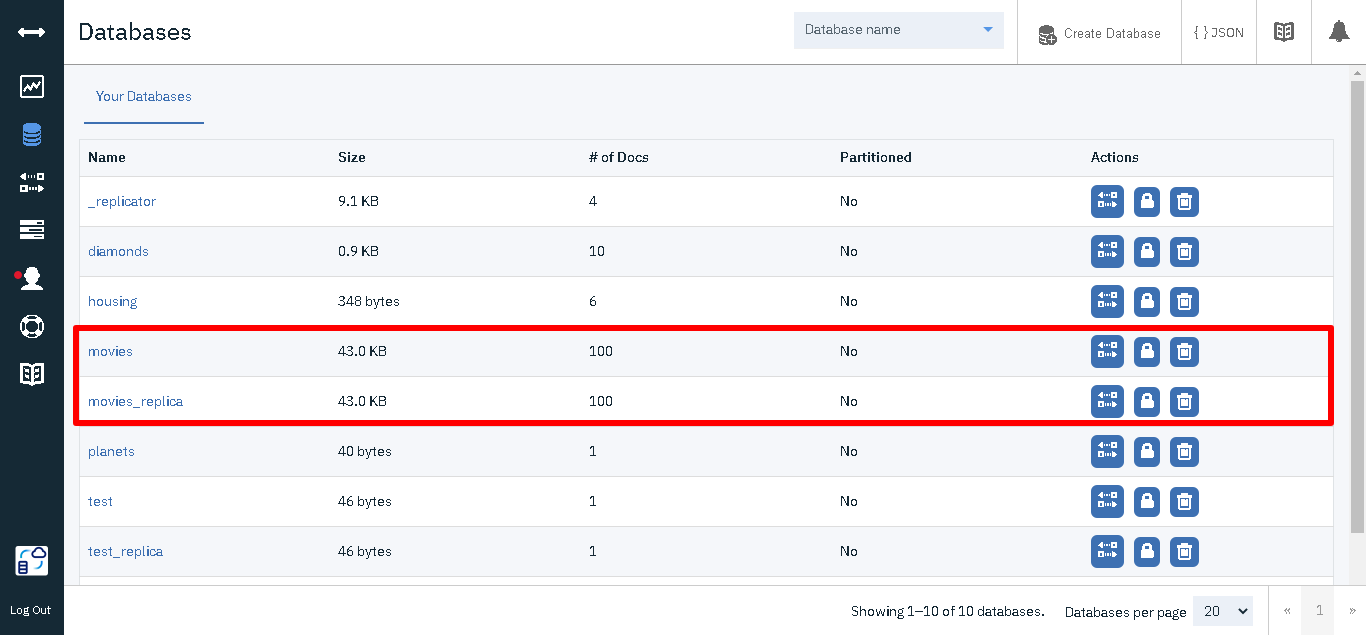 Databases
Database name
Create Database
{ } JSON
Your Databases
Name Size # of Docs Partitioned Actions
_replicator 9.1 KB 4 No
diamonds 0.9 KB 10 No
housing 348 bytes 6 No
movies 43.0 KB 100 No
movies_replica 43.0 KB 100 No
planets 40 bytes 1 No
test 46 bytes 1 No
test_replica 46 bytes 1 No
Log Out
Showing 1–10 of 10 databases. Databases per page 20 « 1 »